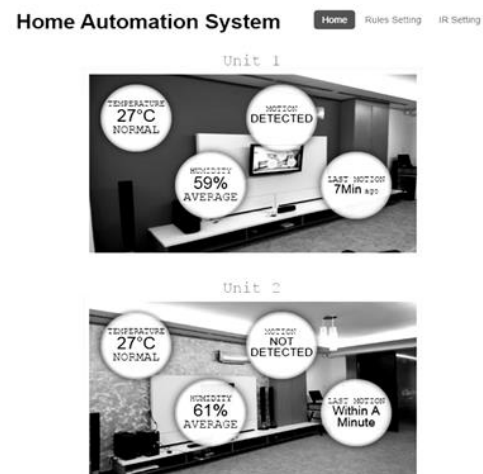 Home Automation System
Home Rules Setting IR Setting
Unit 1
TEMPERATURE
27°C
NORMAL
MOTION
DETECTED
HUMIDITY
59%
AVERAGE
LAST MOTION
7Min ago
Unit 2
TEMPERATURE
27°C
NORMAL
MOTION
NOT
DETECTED
HUMIDITY
61%
AVERAGE
LAST MOTION
Within A
Minute